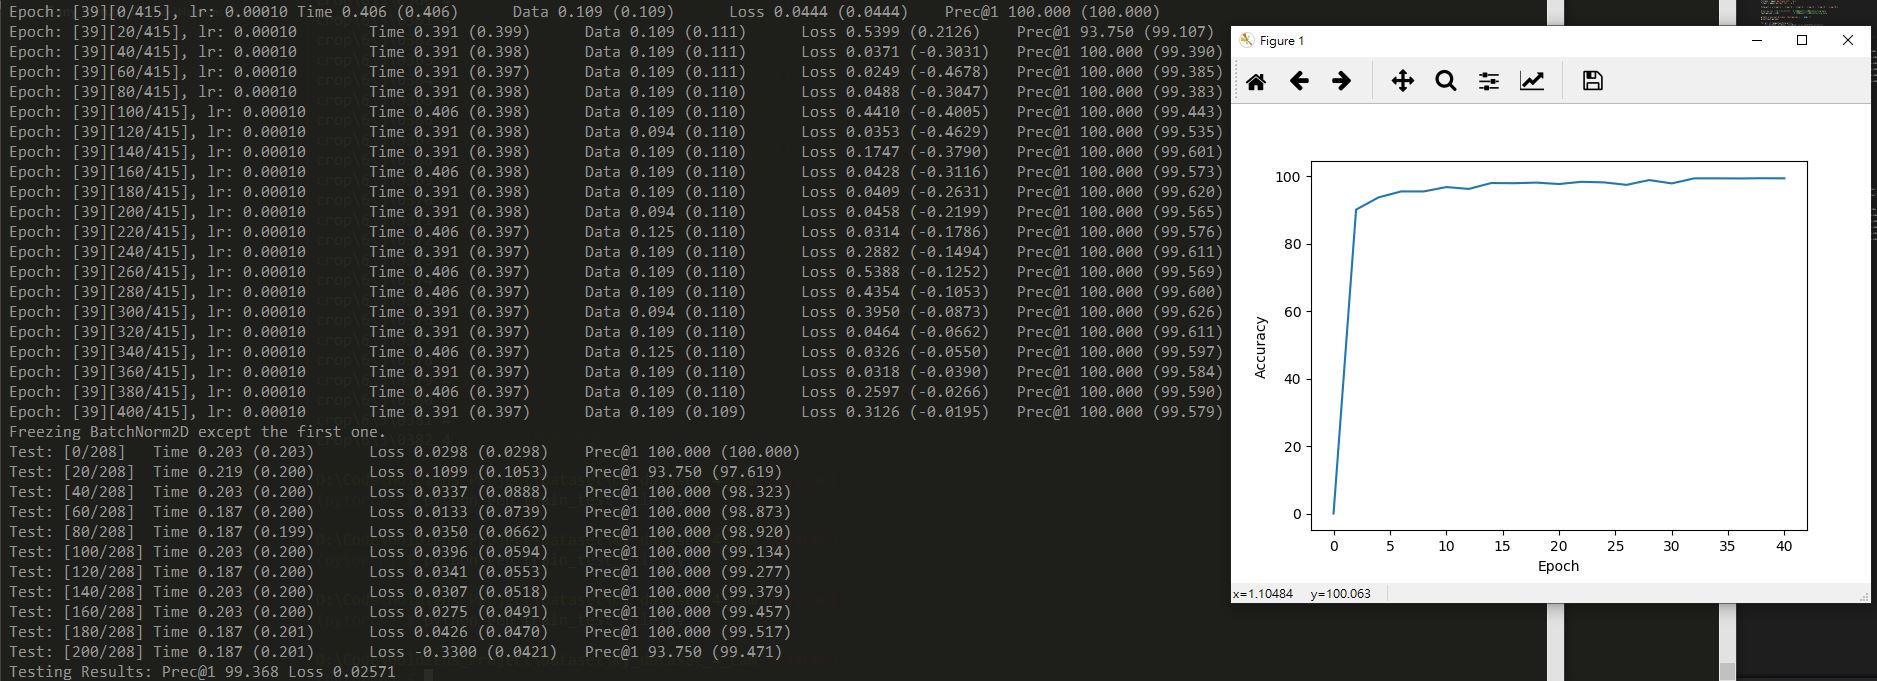 Epoch: [39][0/415], lr: 0.00010 Time 0.406 (0.406) Data 0.109 (0.109) Loss 0.0444 (0.0444) Prec@1 100.000 (100.000)
Epoch: [39][20/415], lr: 0.00010 Time 0.391 (0.399) Data 0.109 (0.111) Loss 0.5399 (0.2126) Prec@1 93.750 (99.107)
Epoch: [39][40/415], lr: 0.00010 Time 0.391 (0.398) Data 0.109 (0.111) Loss 0.0371 (-0.3031) Prec@1 100.000 (99.390)
Epoch: [39][60/415], lr: 0.00010 Time 0.391 (0.397) Data 0.109 (0.111) Loss 0.0249 (-0.4678) Prec@1 100.000 (99.385)
Epoch: [39][80/415], lr: 0.00010 Time 0.391 (0.398) Data 0.109 (0.110) Loss 0.0488 (-0.3047) Prec@1 100.000 (99.383)
Epoch: [39][100/415], lr: 0.00010 Time 0.406 (0.398) Data 0.109 (0.110) Loss 0.4410 (-0.4005) Prec@1 100.000 (99.443)
Epoch: [39][120/415], lr: 0.00010 Time 0.391 (0.398) Data 0.094 (0.110) Loss 0.0353 (-0.4629) Prec@1 100.000 (99.535)
Epoch: [39][140/415], lr: 0.00010 Time 0.391 (0.398) Data 0.109 (0.110) Loss 0.1747 (-0.3790) Prec@1 100.000 (99.601)
Epoch: [39][160/415], lr: 0.00010 Time 0.406 (0.398) Data 0.109 (0.110) Loss 0.0428 (-0.3116) Prec@1 100.000 (99.573)
Epoch: [39][180/415], lr: 0.00010 Time 0.391 (0.398) Data 0.109 (0.110) Loss 0.0409 (-0.2631) Prec@1 100.000 (99.620)
Epoch: [39][200/415], lr: 0.00010 Time 0.391 (0.398) Data 0.094 (0.110) Loss 0.0458 (-0.2199) Prec@1 100.000 (99.565)
Epoch: [39][220/415], lr: 0.00010 Time 0.406 (0.397) Data 0.125 (0.110) Loss 0.0314 (-0.1786) Prec@1 100.000 (99.576)
Epoch: [39][240/415], lr: 0.00010 Time 0.391 (0.397) Data 0.109 (0.110) Loss 0.2882 (-0.1494) Prec@1 100.000 (99.611)
Epoch: [39][260/415], lr: 0.00010 Time 0.406 (0.397) Data 0.109 (0.110) Loss 0.5388 (-0.1252) Prec@1 100.000 (99.569)
Epoch: [39][280/415], lr: 0.00010 Time 0.406 (0.397) Data 0.109 (0.110) Loss 0.4354 (-0.1053) Prec@1 100.000 (99.600)
Epoch: [39][300/415], lr: 0.00010 Time 0.391 (0.397) Data 0.094 (0.110) Loss 0.3950 (-0.0873) Prec@1 100.000 (99.626)
Epoch: [39][320/415], lr: 0.00010 Time 0.391 (0.397) Data 0.109 (0.110) Loss 0.0464 (-0.0662) Prec@1 100.000 (99.611)
Epoch: [39][340/415], lr: 0.00010 Time 0.406 (0.397) Data 0.125 (0.110) Loss 0.0326 (-0.0550) Prec@1 100.000 (99.597)
Epoch: [39][360/415], lr: 0.00010 Time 0.391 (0.397) Data 0.109 (0.110) Loss 0.0318 (-0.0390) Prec@1 100.000 (99.584)
Epoch: [39][380/415], lr: 0.00010 Time 0.406 (0.397) Data 0.109 (0.110) Loss 0.2597 (-0.0266) Prec@1 100.000 (99.590)
Epoch: [39][400/415], lr: 0.00010 Time 0.391 (0.397) Data 0.109 (0.109) Loss 0.3126 (-0.0195) Prec@1 100.000 (99.579)
Freezing BatchNorm2D except the first one.
Test: [0/208] Time 0.203 (0.203) Loss 0.0298 (0.0298) Prec@1 100.000 (100.000)
Test: [20/208] Time 0.219 (0.200) Loss 0.1099 (0.1053) Prec@1 93.750 (97.619)
Test: [40/208] Time 0.203 (0.200) Loss 0.0337 (0.0888) Prec@1 100.000 (98.323)
Test: [60/208] Time 0.187 (0.200) Loss 0.0133 (0.0739) Prec@1 100.000 (98.873)
Test: [80/208] Time 0.187 (0.199) Loss 0.0350 (0.0662) Prec@1 100.000 (98.920)
Test: [100/208] Time 0.203 (0.200) Loss 0.0396 (0.0594) Prec@1 100.000 (99.134)
Test: [120/208] Time 0.187 (0.200) Loss 0.0341 (0.0553) Prec@1 100.000 (99.277)
Test: [140/208] Time 0.203 (0.200) Loss 0.0307 (0.0518) Prec@1 100.000 (99.379)
Test: [160/208] Time 0.203 (0.200) Loss 0.0275 (0.0491) Prec@1 100.000 (99.457)
Test: [180/208] Time 0.187 (0.201) Loss 0.0426 (0.0470) Prec@1 100.000 (99.517)
Test: [200/208] Time 0.187 (0.201) Loss -0.3300 (0.0421) Prec@1 93.750 (99.471)
Testing Results: Prec@1 99.368 Loss 0.02571
Figure 1
100
80
60
40
20
0
Accuracy
0 5 10 15 20 25 30 35 40
Epoch
x=1.10484 y=100.063